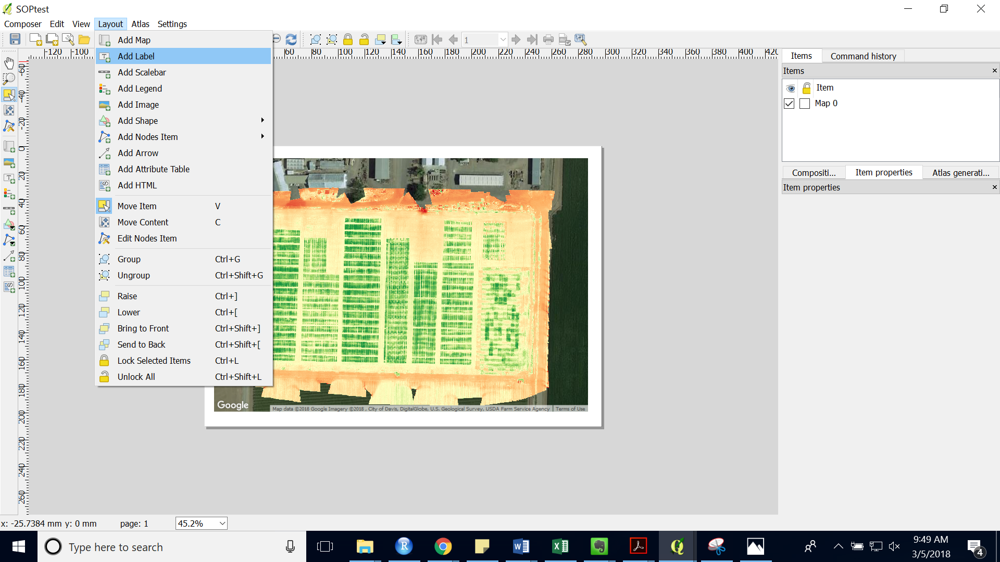 SOPtest
Composer Edit View Layout Atlas Settings
1
-120 -100 60 80 100 120 140 160 180 200 220 240 260 280 300 320 340 360 380 400 420
Add Map
Add Label
Add Scalebar
Add Legend
Add Image
Add Shape
Add Nodes Item
Add Arrow
Add Attribute Table
Add HTML
Move Item V
Move Content C
Edit Nodes Item
Group Ctrl+G
Ungroup Ctrl+Shift+G
Raise Ctrl+]
Lower Ctrl+[
Bring to Front Ctrl+Shift+]
Send to Back Ctrl+Shift+[
Lock Selected Items Ctrl+L
Unlock All Ctrl+Shift+L
-60
-40
-20
0
20
40
60
80
100
120
140
160
180
200
220
240
260
Google
Map data ©2018 Google Imagery ©2018 , City of Davis, DigitalGlobe, U.S. Geological Survey, USDA Farm Service Agency Terms of Use
Items Command history
Items
Item
Map 0
Compositi... Item properties Atlas generati...
Item properties
x: -25.7384 mm y: 0 mm page: 1 45.2%
Type here to search
9:49 AM
3/5/2018
4